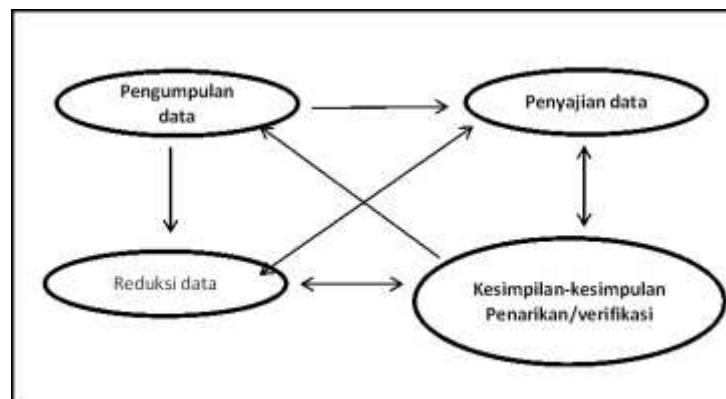 Pengumpulan
data
Penyajian data
Reduksi data
Kesimpilan-kesimpulan
Penarikan/verifikasi